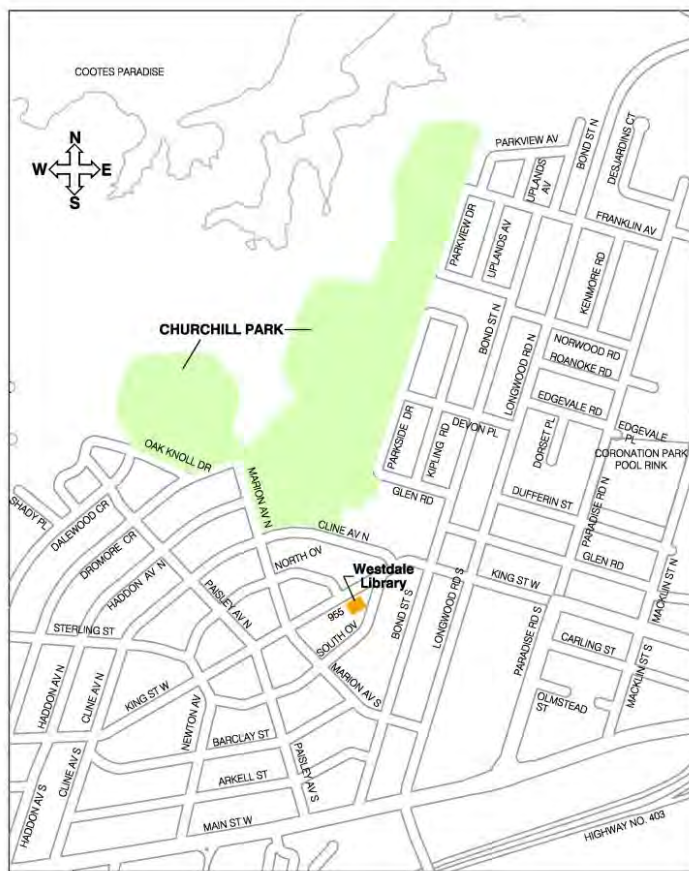 COOTES PARADISE
N
W E
S
PARKVIEW AV
BOND ST N
DESJARDINS CT
UPLANDS AV
FRANKLIN AV
PARKVIEW DR
UPLANDS AV
KENMORE RD
CHURCHILL PARK
BOND ST N
LONGWOOD RD N
NORWOOD RD
ROANOKE RD
EDGEVALE RD
EDGEVALE PL
PARKSIDE DR
KIPLING RD
DEVON PL
DORSET PL
CORONATION PARK
POOL RINK
OAK KNOLL DR
MARION AV N
GLEN RD
DUFFERIN ST
PARADISE RD N
SHADY PL
DALEWOOD CR
DROMORE CR
HADDON AV N
PAISLEY AV N
CLINE AV N
NORTH OV
Westdale
Library
955
SOUTH OV
BOND ST S
LONGWOOD RD S
KING ST W
GLEN RD
MACKLIN ST N
STERLING ST
HADDON AV N
CLINE AV N
KING ST W
NEWTON AV
MARION AV S
PARADISE RD S
CARLING ST
MACKLIN ST S
OLMSTEAD ST
BARCLAY ST
ARKELL ST
PAISLEY AV S
HADDON AV S
CLINE AV S
MAIN ST W
HIGHWAY NO. 403